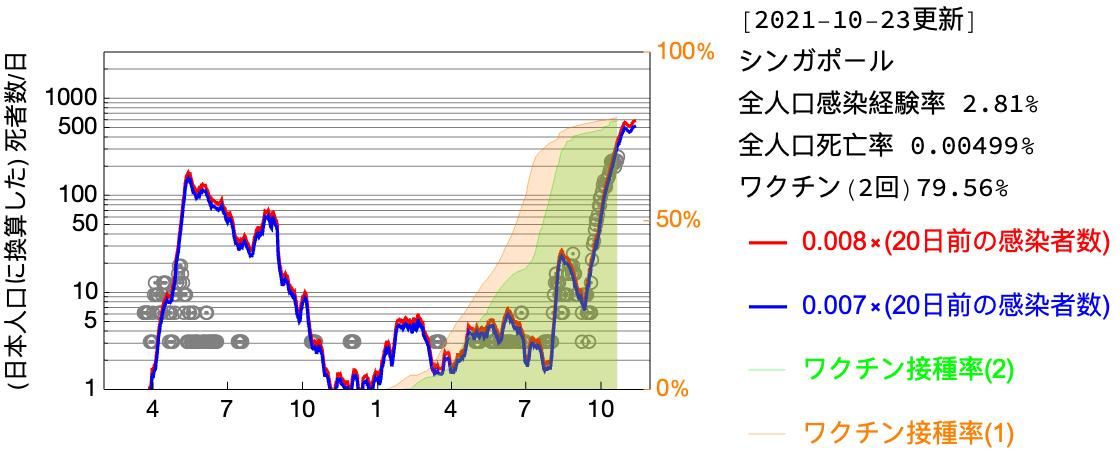 [2021-10-23更新]
シンガポール
全人口感染経験率 2.81%
全人口死亡率 0.00499%
ワクチン(2回)79.56%
0.008×(20日前の感染者数)
0.007×(20日前の感染者数)
ワクチン接種率(2)
ワクチン接種率(1)
(日本人口に換算した) 死者数/日
1000
500
100
50
10
5
1
100%
50%
0%
4 7 10 1 4 7 10